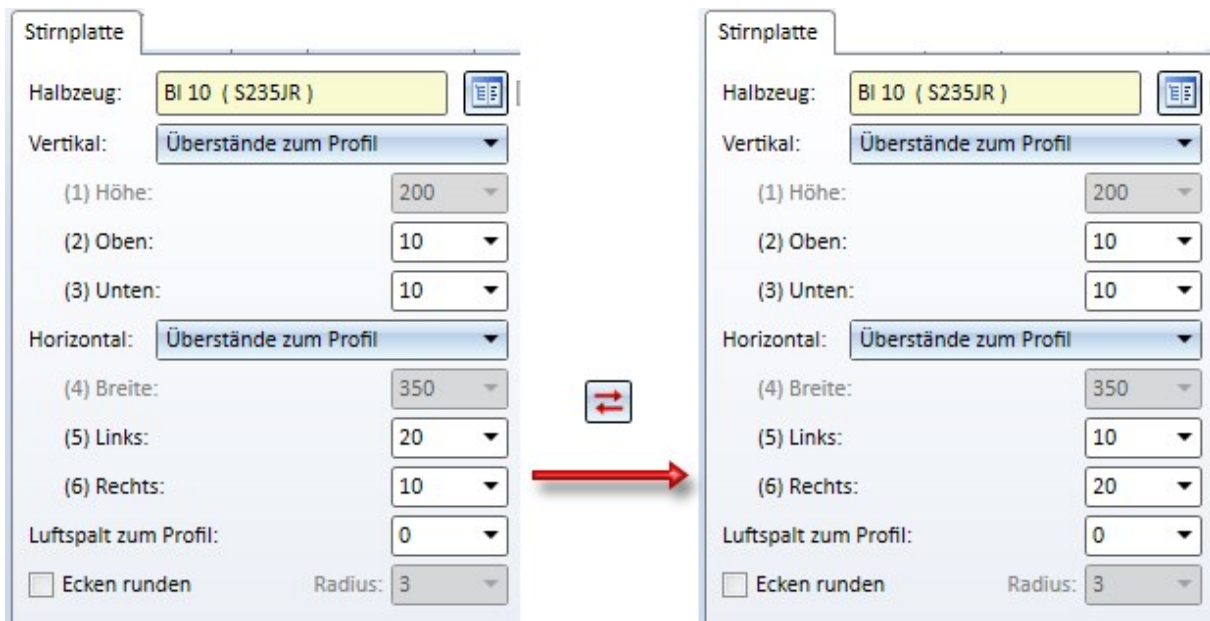 Stirnplatte
Halbzeug: Bl 10 ( S235JR )
Vertikal: Überstände zum Profil
(1) Höhe: 200
(2) Oben: 10
(3) Unten: 10
Horizontal: Überstände zum Profil
(4) Breite: 350
(5) Links: 20
(6) Rechts: 10
Luftspalt zum Profil: 0
Ecken runden Radius: 3
Stirnplatte
Halbzeug: Bl 10 ( S235JR )
Vertikal: Überstände zum Profil
(1) Höhe: 200
(2) Oben: 10
(3) Unten: 10
Horizontal: Überstände zum Profil
(4) Breite: 350
(5) Links: 10
(6) Rechts: 20
Luftspalt zum Profil: 0
Ecken runden Radius: 3